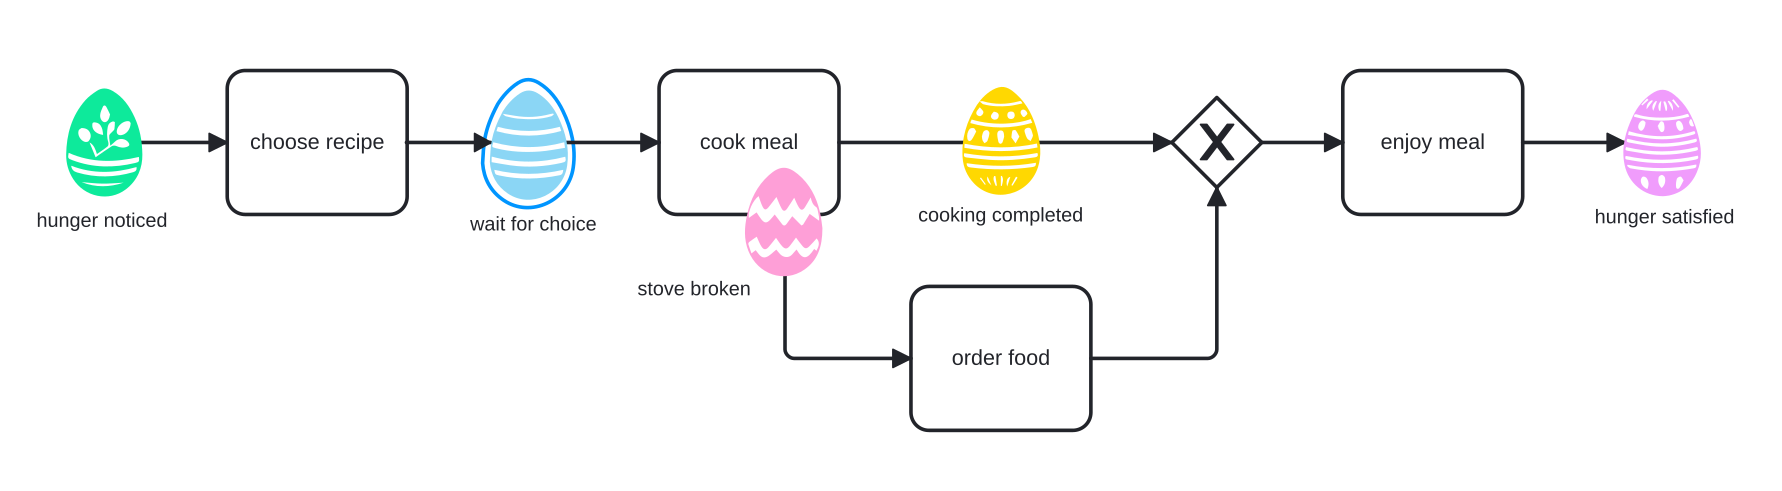 choose recipe
cook meal
X
enjoy meal
hunger noticed
wait for choice
cooking completed
hunger satisfied
stove broken
order food